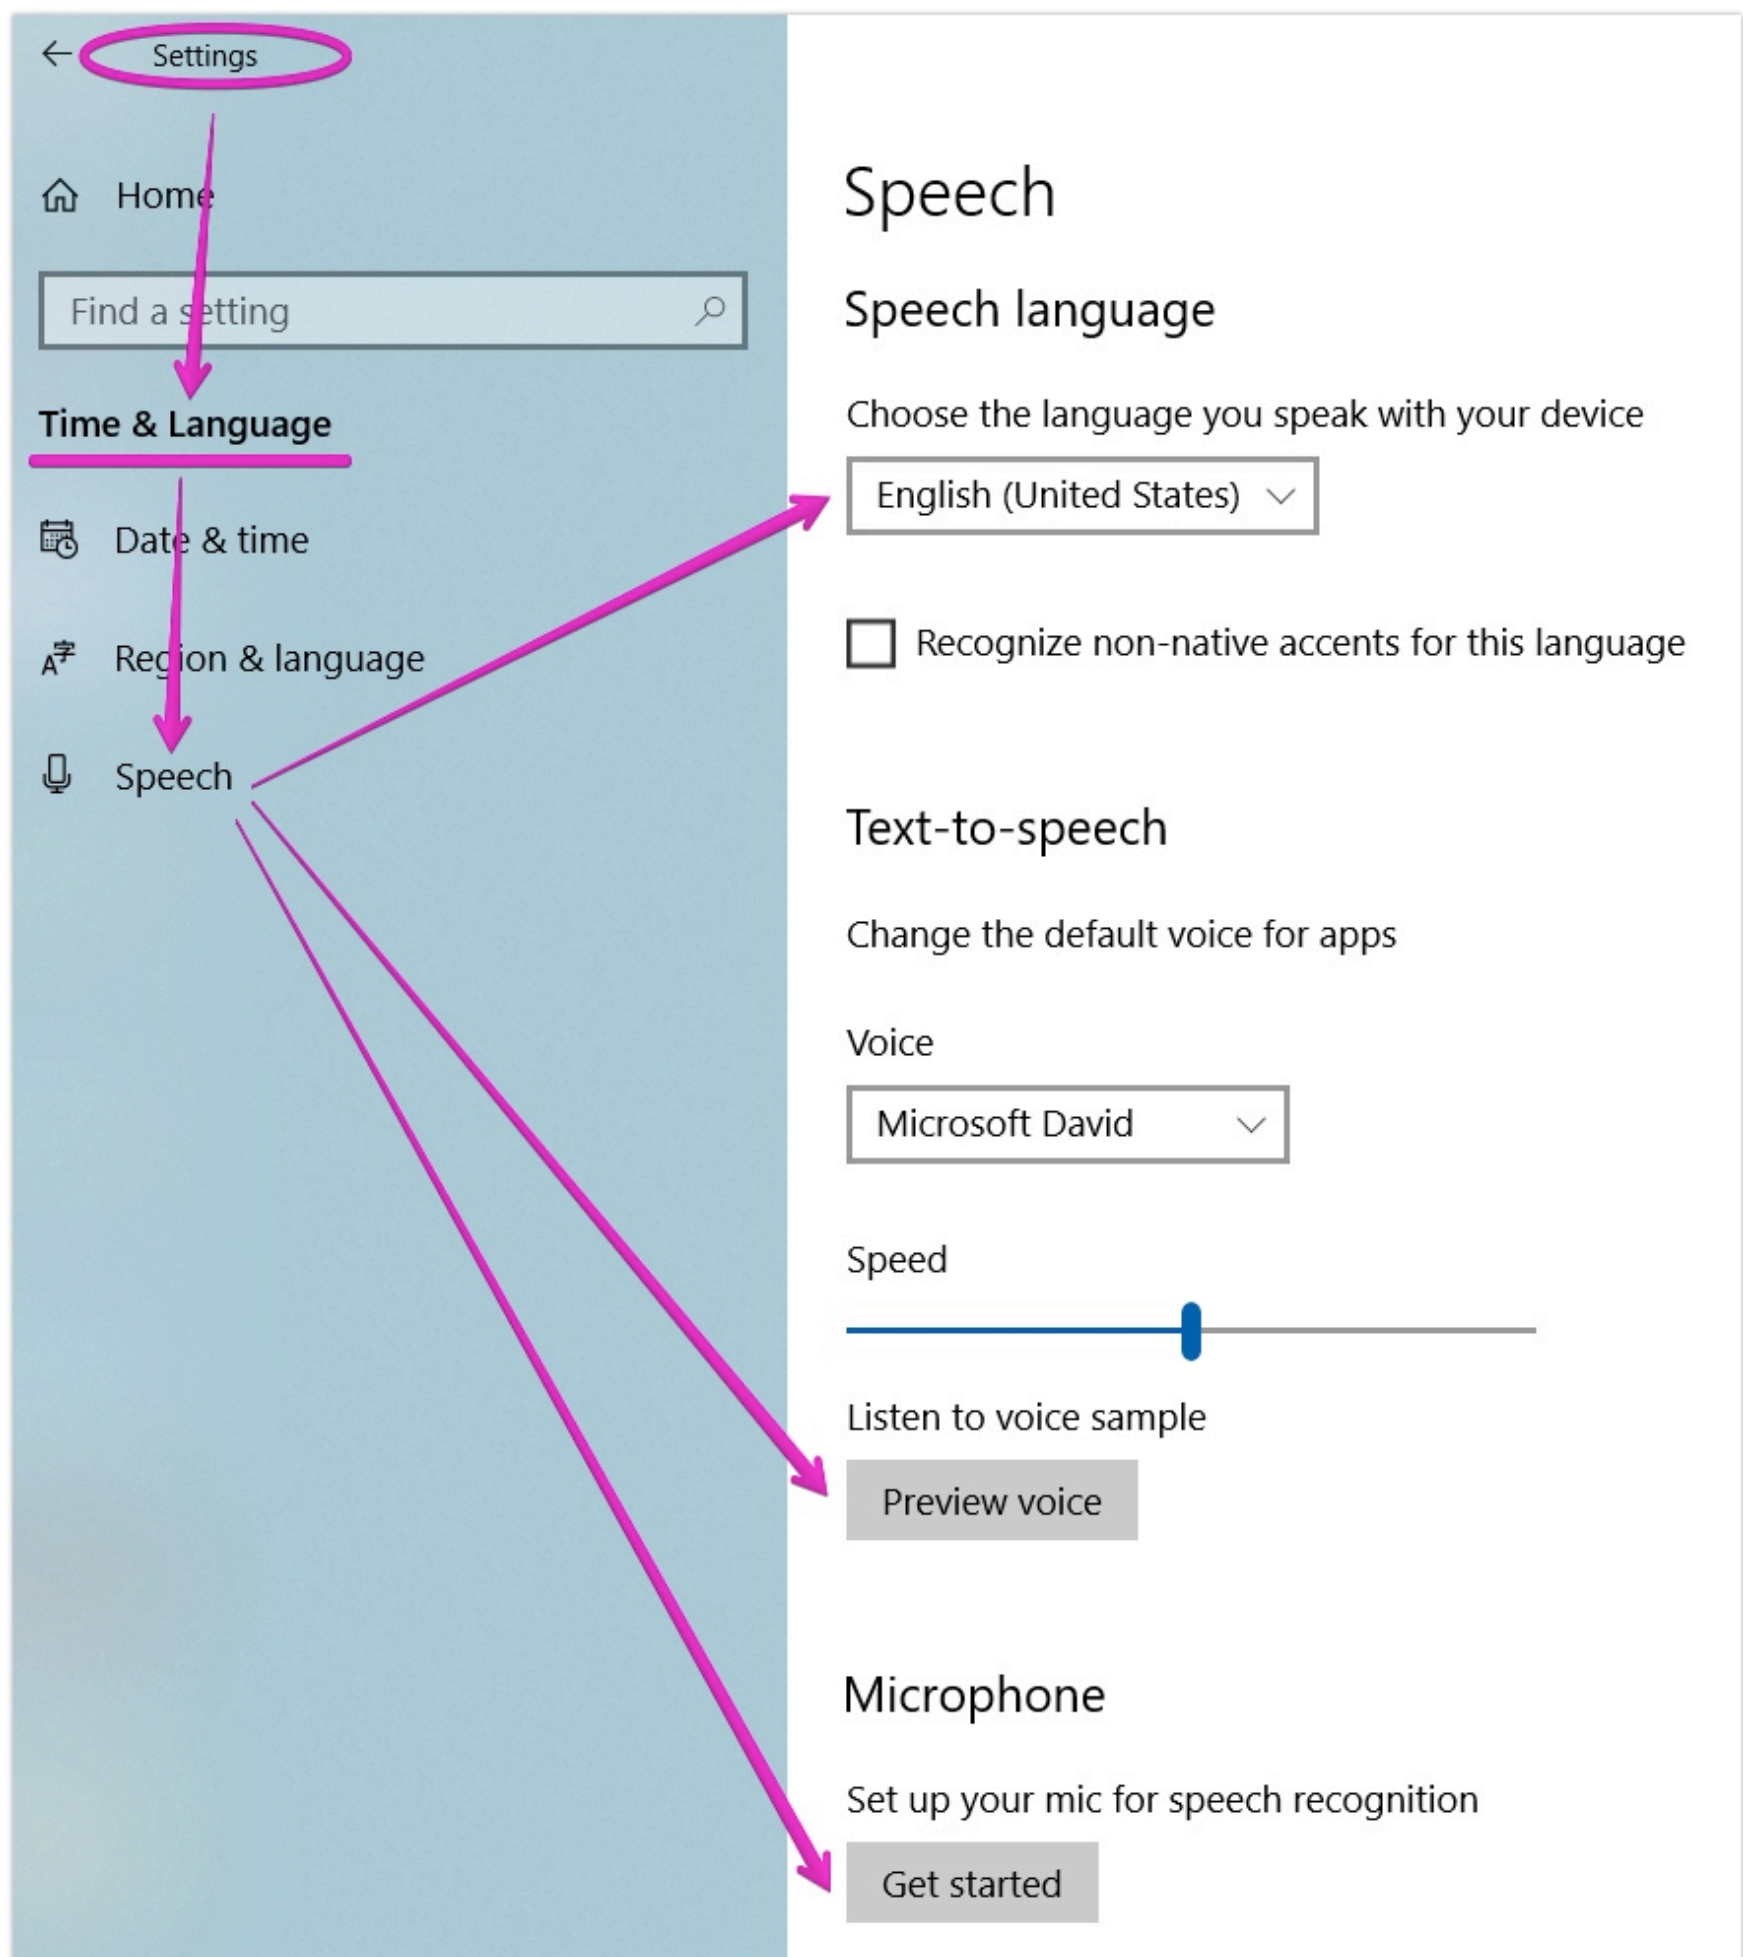 Settings
Home
Find a setting
Time & Language
Date & time
Region & language
Speech
Speech
Speech language
Choose the language you speak with your device
English (United States)
Recognize non-native accents for this language
Text-to-speech
Change the default voice for apps
Voice
Microsoft David
Speed
Listen to voice sample
Preview voice
Microphone
Set up your mic for speech recognition
Get started